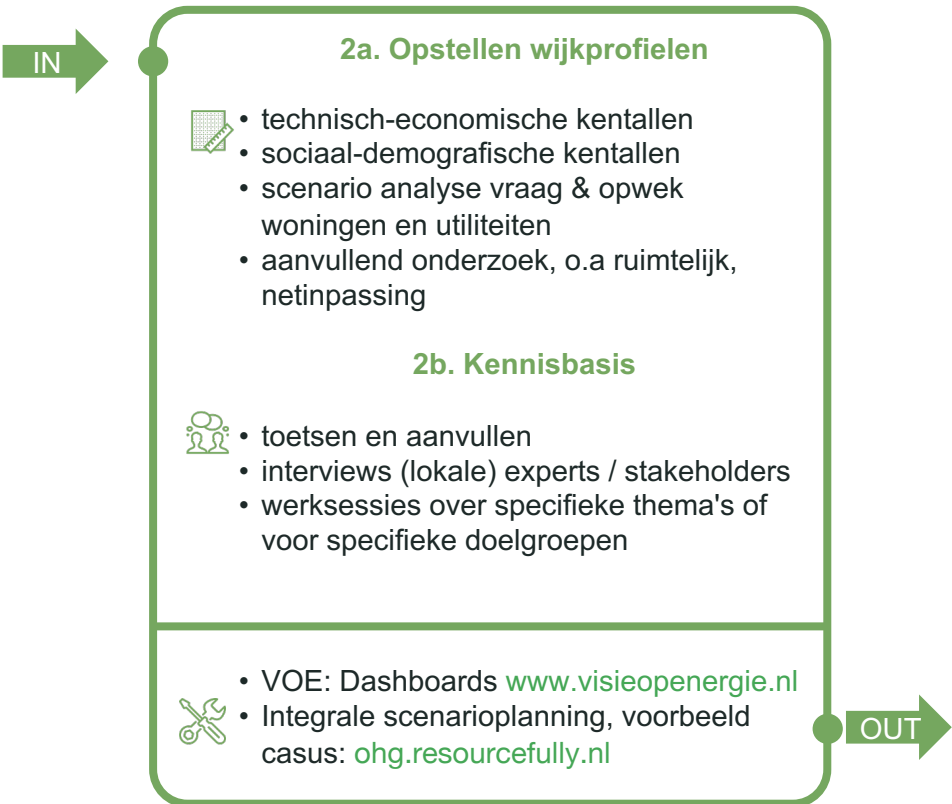 IN
2a. Opstellen wijkprofielen
• technisch-economische kentallen
• sociaal-demografische kentallen
• scenario analyse vraag & opwek
woningen en utiliteiten
• aanvullend onderzoek, o.a ruimtelijk,
netinpassing
2b. Kennisbasis
• toetsen en aanvullen
• interviews (lokale) experts / stakeholders
• werksessies over specifieke thema's of
voor specifieke doelgroepen
• VOE: Dashboards www.visieopenergie.nl
• Integrale scenarioplanning, voorbeeld
casus: ohg.resourcefully.nl
OUT